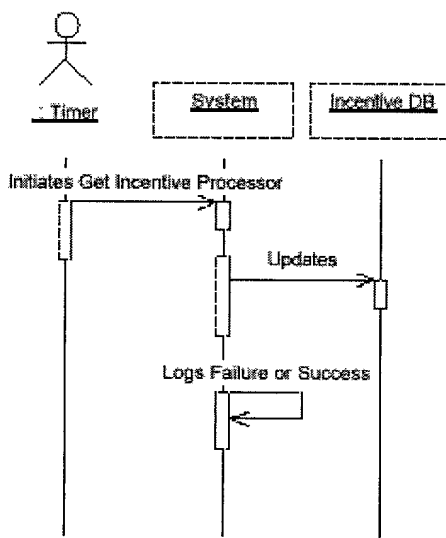 : Timer
System
Incentive DB
Initiates Get Incentive Processor
Updates
Logs Failure or Success